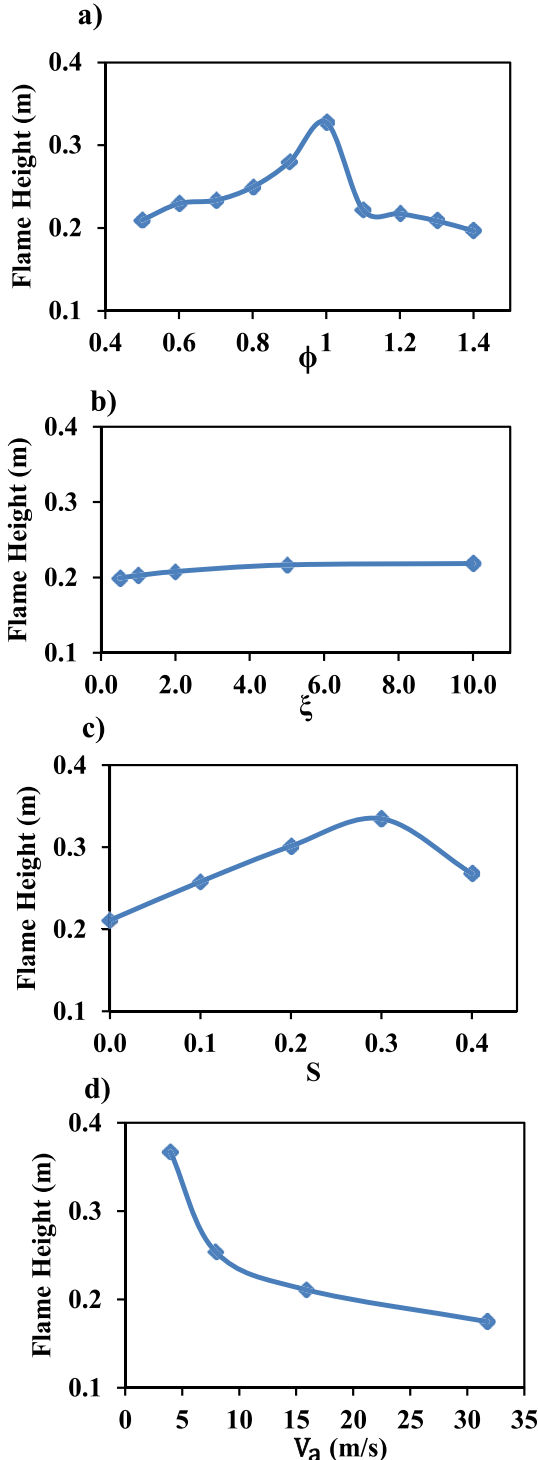 a)
0.4
0.3
0.2
0.1
Flame Height (m)
0.4 0.6 0.8 1 1.2 1.4
ϕ
b)
0.4
0.3
0.2
0.1
Flame Height (m)
0.0 2.0 4.0 6.0 8.0 10.0
ξ
c)
0.4
0.3
0.2
0.1
Flame Height (m)
0.0 0.1 0.2 0.3 0.4
S
d)
0.4
0.3
0.2
0.1
Flame Height (m)
0 5 10 15 20 25 30 35
Va (m/s)